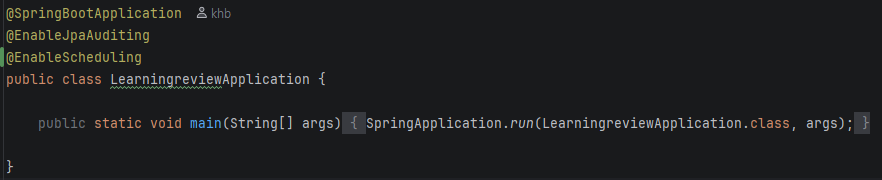 @SpringBootApplication khb
@EnableJpaAuditing
@EnableScheduling
public class LearningreviewApplication {
public static void main(String[] args) { SpringApplication.run(LearningreviewApplication.class, args); }
}